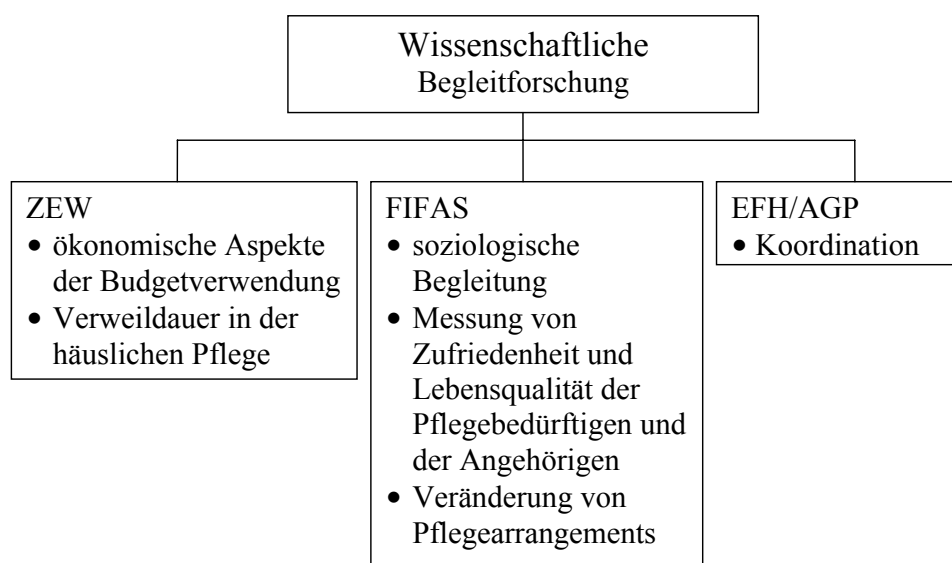 Wissenschaftliche
Begleitforschung
ZEW
• ökonomische Aspekte
der Budgetverwendung
• Verweildauer in der
häuslichen Pflege
FIFAS
• soziologische
Begleitung
• Messung von
Zufriedenheit und
Lebensqualität der
Pflegebedürftigen und
der Angehörigen
• Veränderung von
Pflegearrangements
EFH/AGP
• Koordination